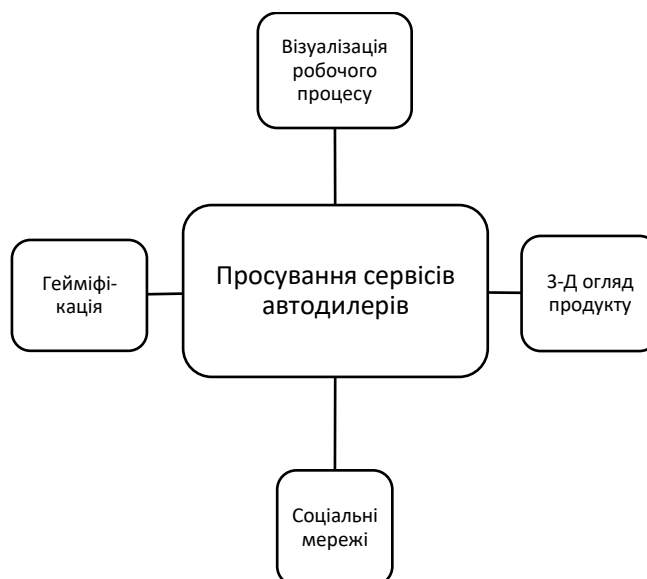 Візуалізація
робочого
процесу
Гейміфі-
кація
Просування сервісів
автодилерів
3-Д огляд
продукту
Соціальні
мережі